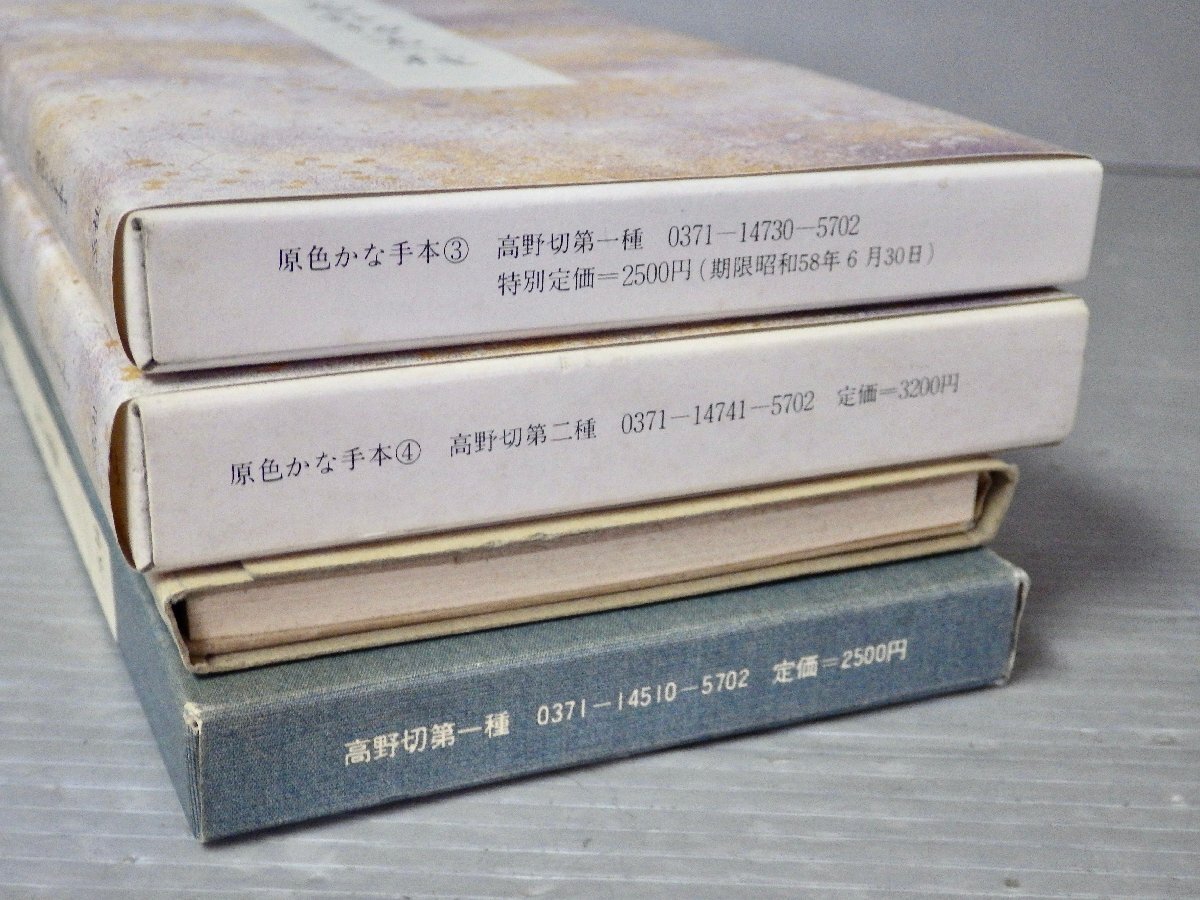 原色かな手本③ 高野切第一種 0371-14730-5702
特別定価=2500円(期限昭和58年6月30日)
原色かな手本④ 高野切第二種 0371-14741-5702 定価=3200円
高野切第一種 0371-14510-5702 定価=2500円